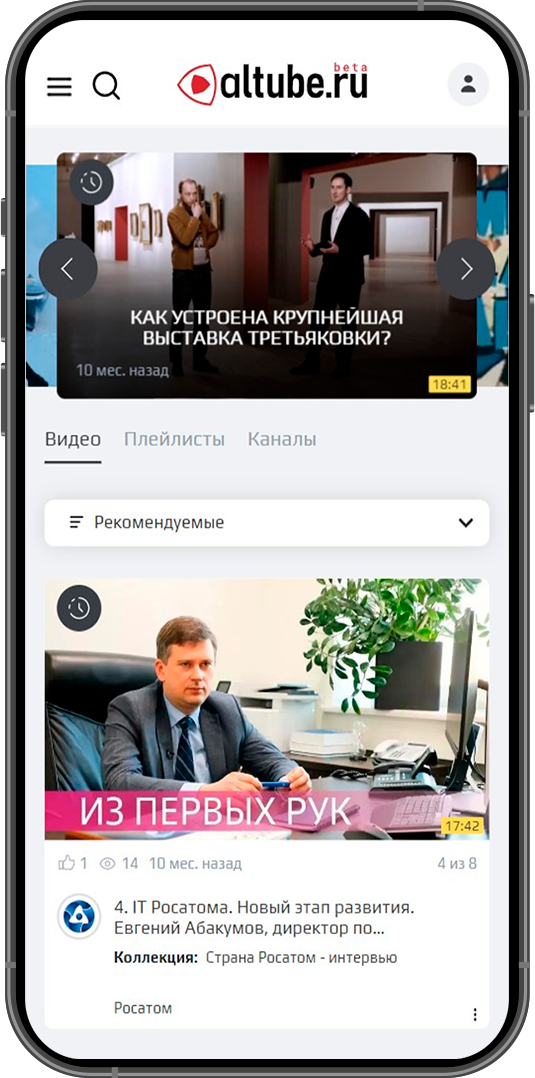 beta
altube.ru
КАК УСТРОЕНА КРУПНЕЙШАЯ
ВЫСТАВКА ТРЕТЬЯКОВКИ?
10 мес. назад
18:41
Видео Плейлисты Каналы
Рекомендуемые
ИЗ ПЕРВЫХ РУК
17:42
1 14 10 мес. назад 4 из 8
4. IT Росатома. Новый этап развития.
Евгений Абакумов, директор по...
Коллекция: Страна Росатом - интервью
Росатом